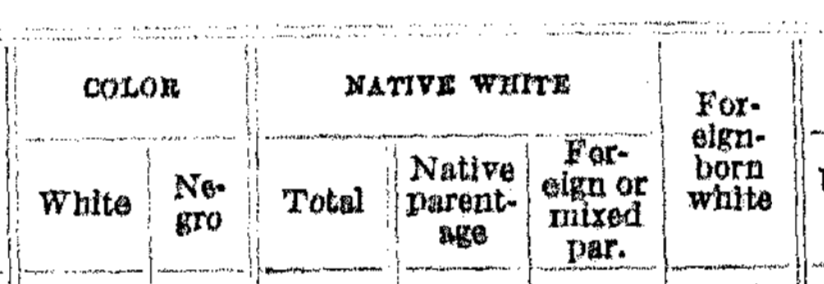 COLOR
NATIVE WHITE
For-
eign-
born
white
White
Ne-
gro
Total
Native
parent-
age
For-
eign or
mixed
par.